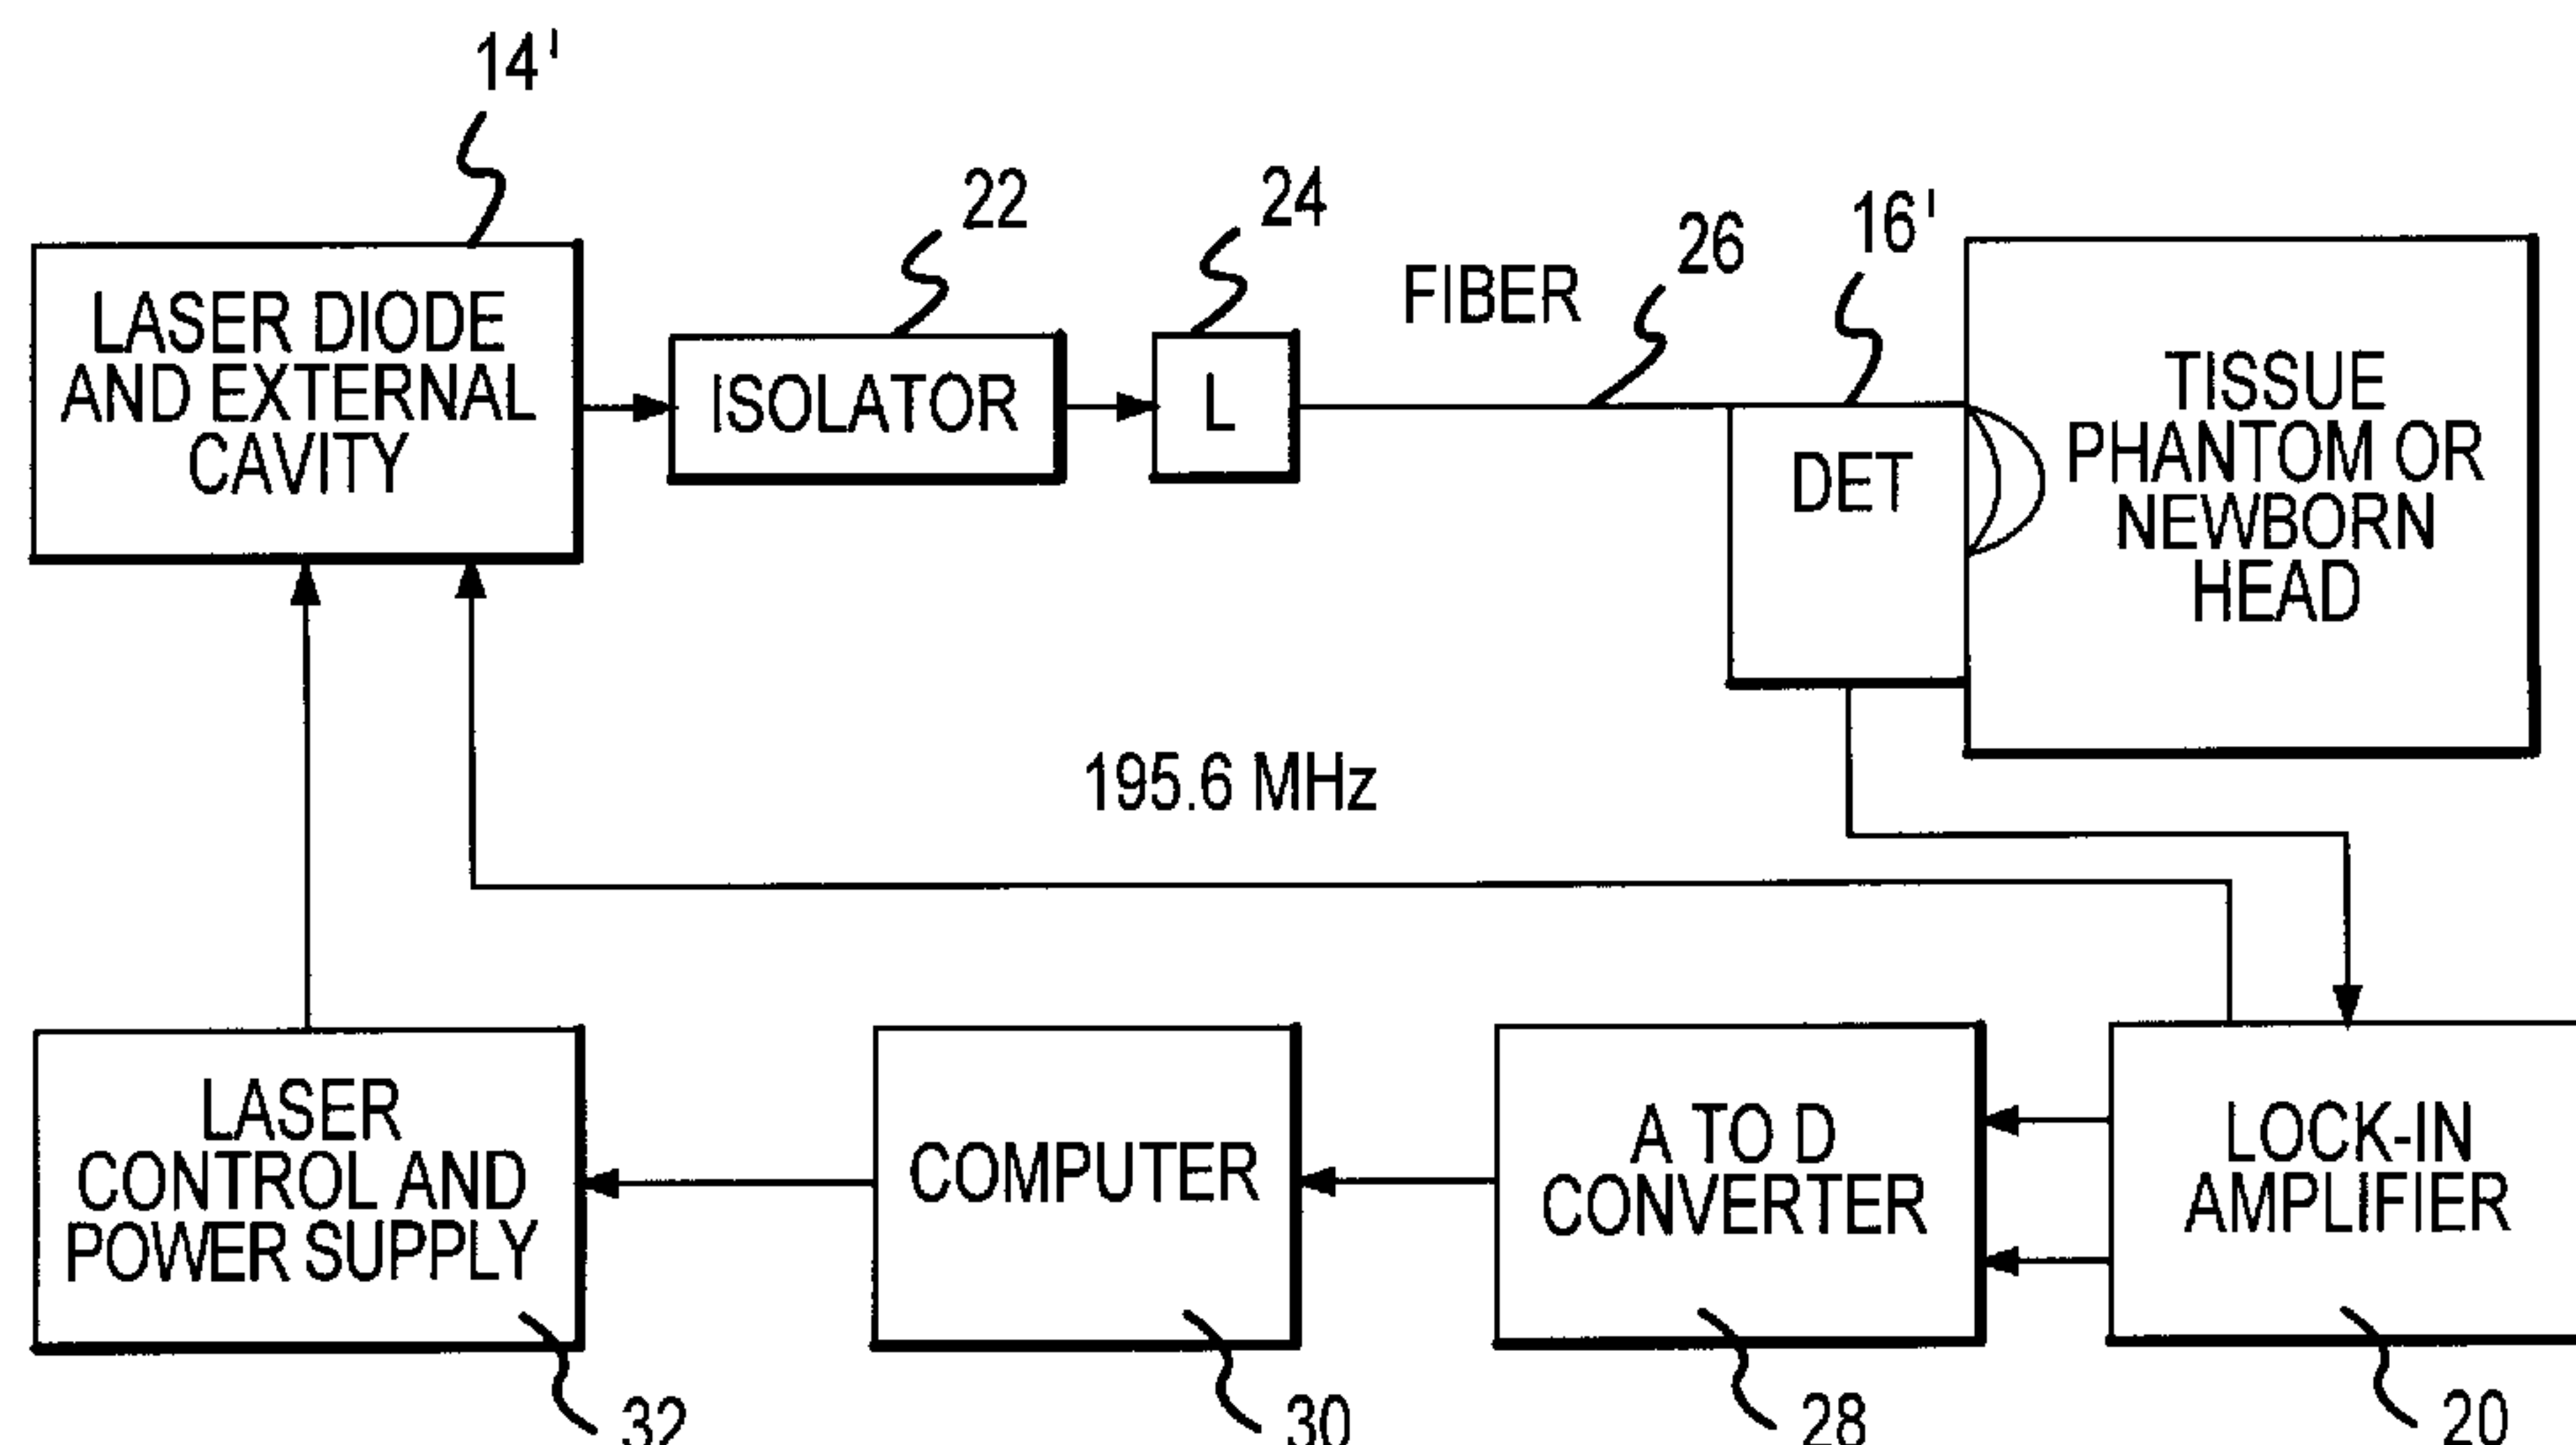 14'
22
24
FIBER
26
16'
LASER DIODE
AND EXTERNAL
CAVITY
ISOLATOR
L
DET
TISSUE
PHANTOM OR
NEWBORN
HEAD
195.6 MHz
LASER
CONTROL AND
POWER SUPPLY
COMPUTER
A TO D
CONVERTER
LOCK-IN
AMPLIFIER
32
30
28
20